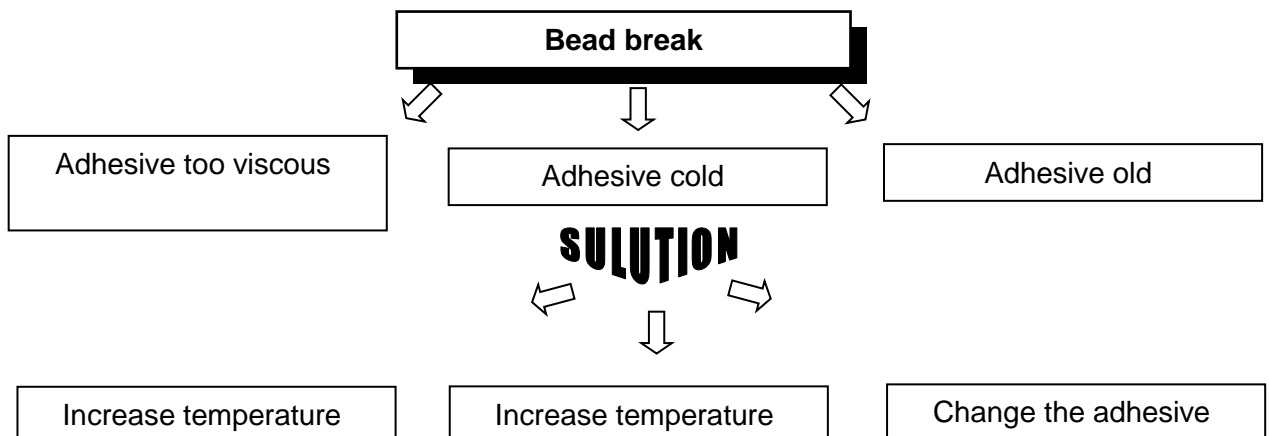 Bead break
Adhesive too viscous
Adhesive cold
Adhesive old
SULUTION
Increase temperature
Increase temperature
Change the adhesive